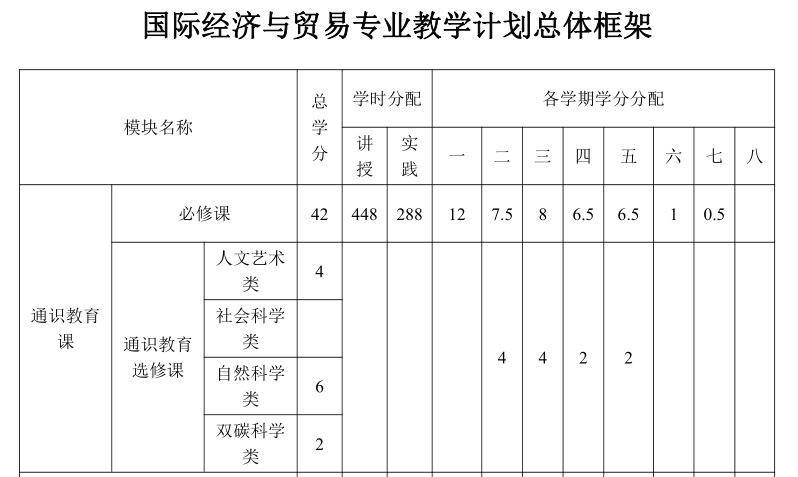 国际经济与贸易专业教学计划总体框架
模块名称 总学分 学时分配 各学期学分分配
讲授 实践 一 二 三 四 五 六 七 八
通识教育课 必修课 42 448 288 12 7.5 8 6.5 6.5 1 0.5
通识教育选修课 人文艺术类 4 4 4 2 2
社会科学类
自然科学类 6
双碳科学类 2